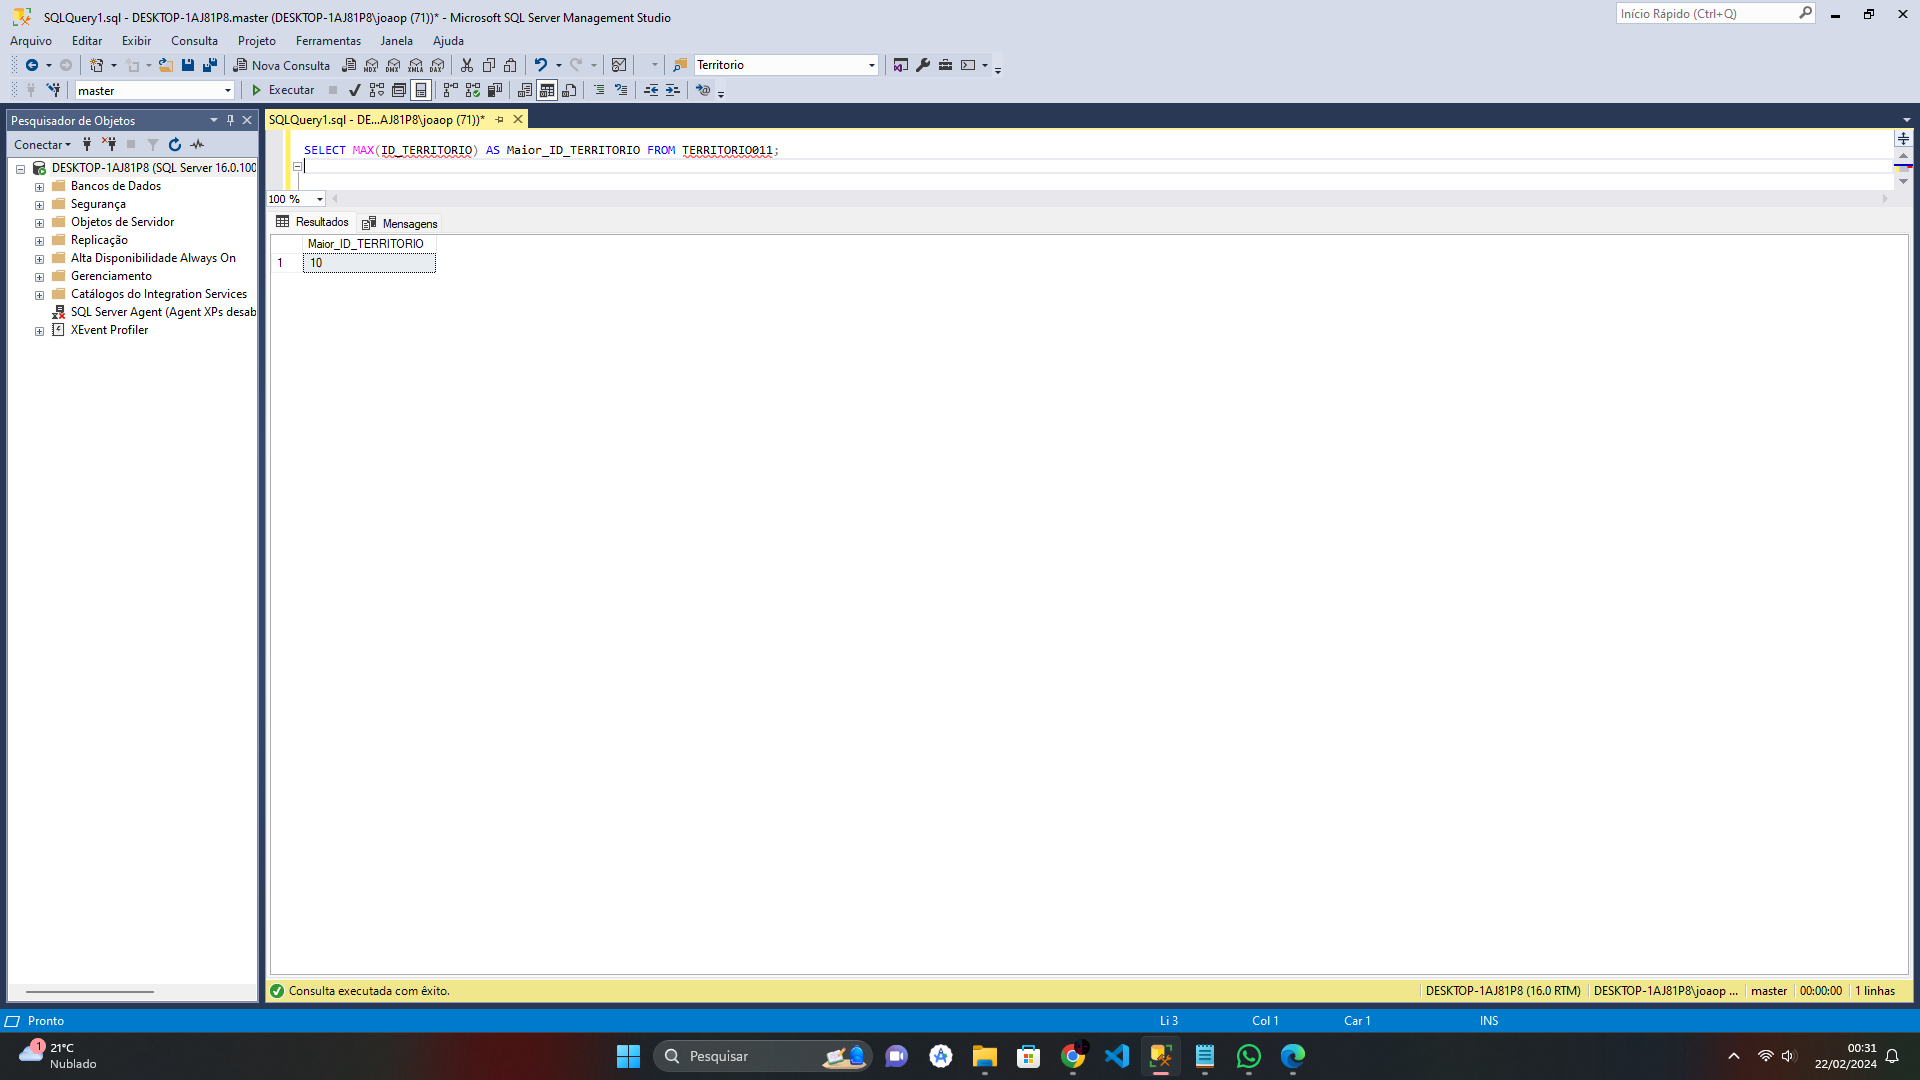 SQLQuery1.sql - DESKTOP-1AJ81P8.master (DESKTOP-1AJ81P8\joaop (71))* - Microsoft SQL Server Management Studio
Início Rápido (Ctrl+Q)
Arquivo Editar Exibir Consulta Projeto Ferramentas Janela Ajuda
Nova Consulta
MDX DMX XMLA DAX
Territorio
master
Executar
Pesquisador de Objetos
Conectar
DESKTOP-1AJ81P8 (SQL Server 16.0.100
Bancos de Dados
Segurança
Objetos de Servidor
Replicação
Alta Disponibilidade Always On
Gerenciamento
Catálogos do Integration Services
SQL Server Agent (Agent XPs desab
XEvent Profiler
SQLQuery1.sql - DE...AJ81P8\joaop (71))*
SELECT MAX(ID_TERRITORIO) AS Maior_ID_TERRITORIO FROM TERRITORIO011;
100 %
Resultados Mensagens
Maior_ID_TERRITORIO
1 10
Consulta executada com êxito.
DESKTOP-1AJ81P8 (16.0 RTM) DESKTOP-1AJ81P8\joaop ... master 00:00:00 1 linhas
Pronto
Li 3 Col 1 Car 1 INS
1
21°C
Nublado
Pesquisar
00:31
22/02/2024